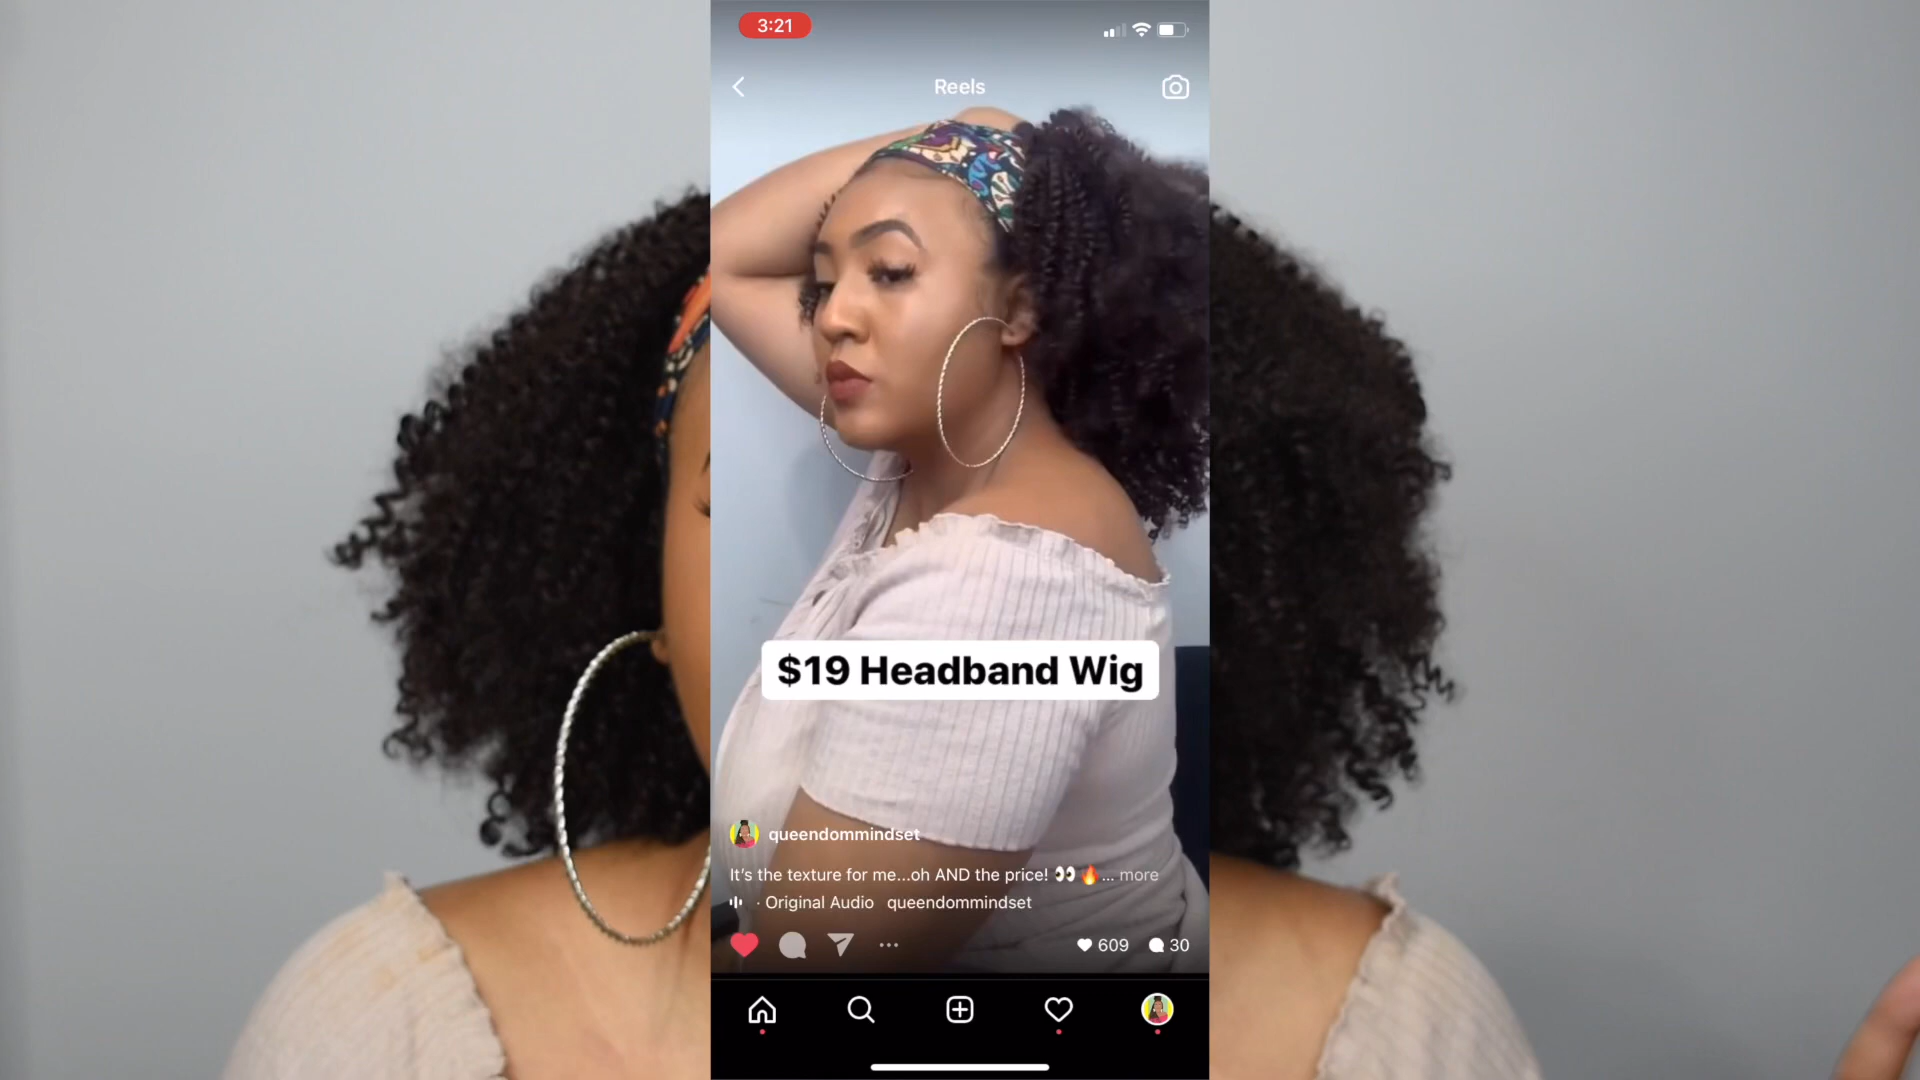 3:21
Reels
$19 Headband Wig
queendommindset
It's the texture for me...oh AND the price! 👀🔥... more
· Original Audio queendommindset
609 30